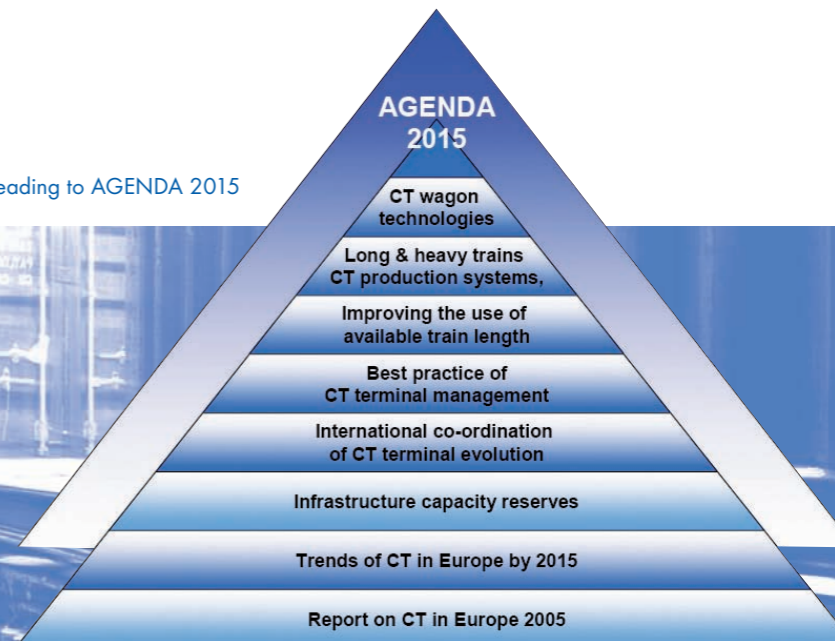 AGENDA
2015
eading to AGENDA 2015
CT wagon
technologies
Long & heavy trains
CT production systems,
Improving the use of
available train length
Best practice of
CT terminal management
International co-ordination
of CT terminal evolution
Infrastructure capacity reserves
Trends of CT in Europe by 2015
Report on CT in Europe 2005